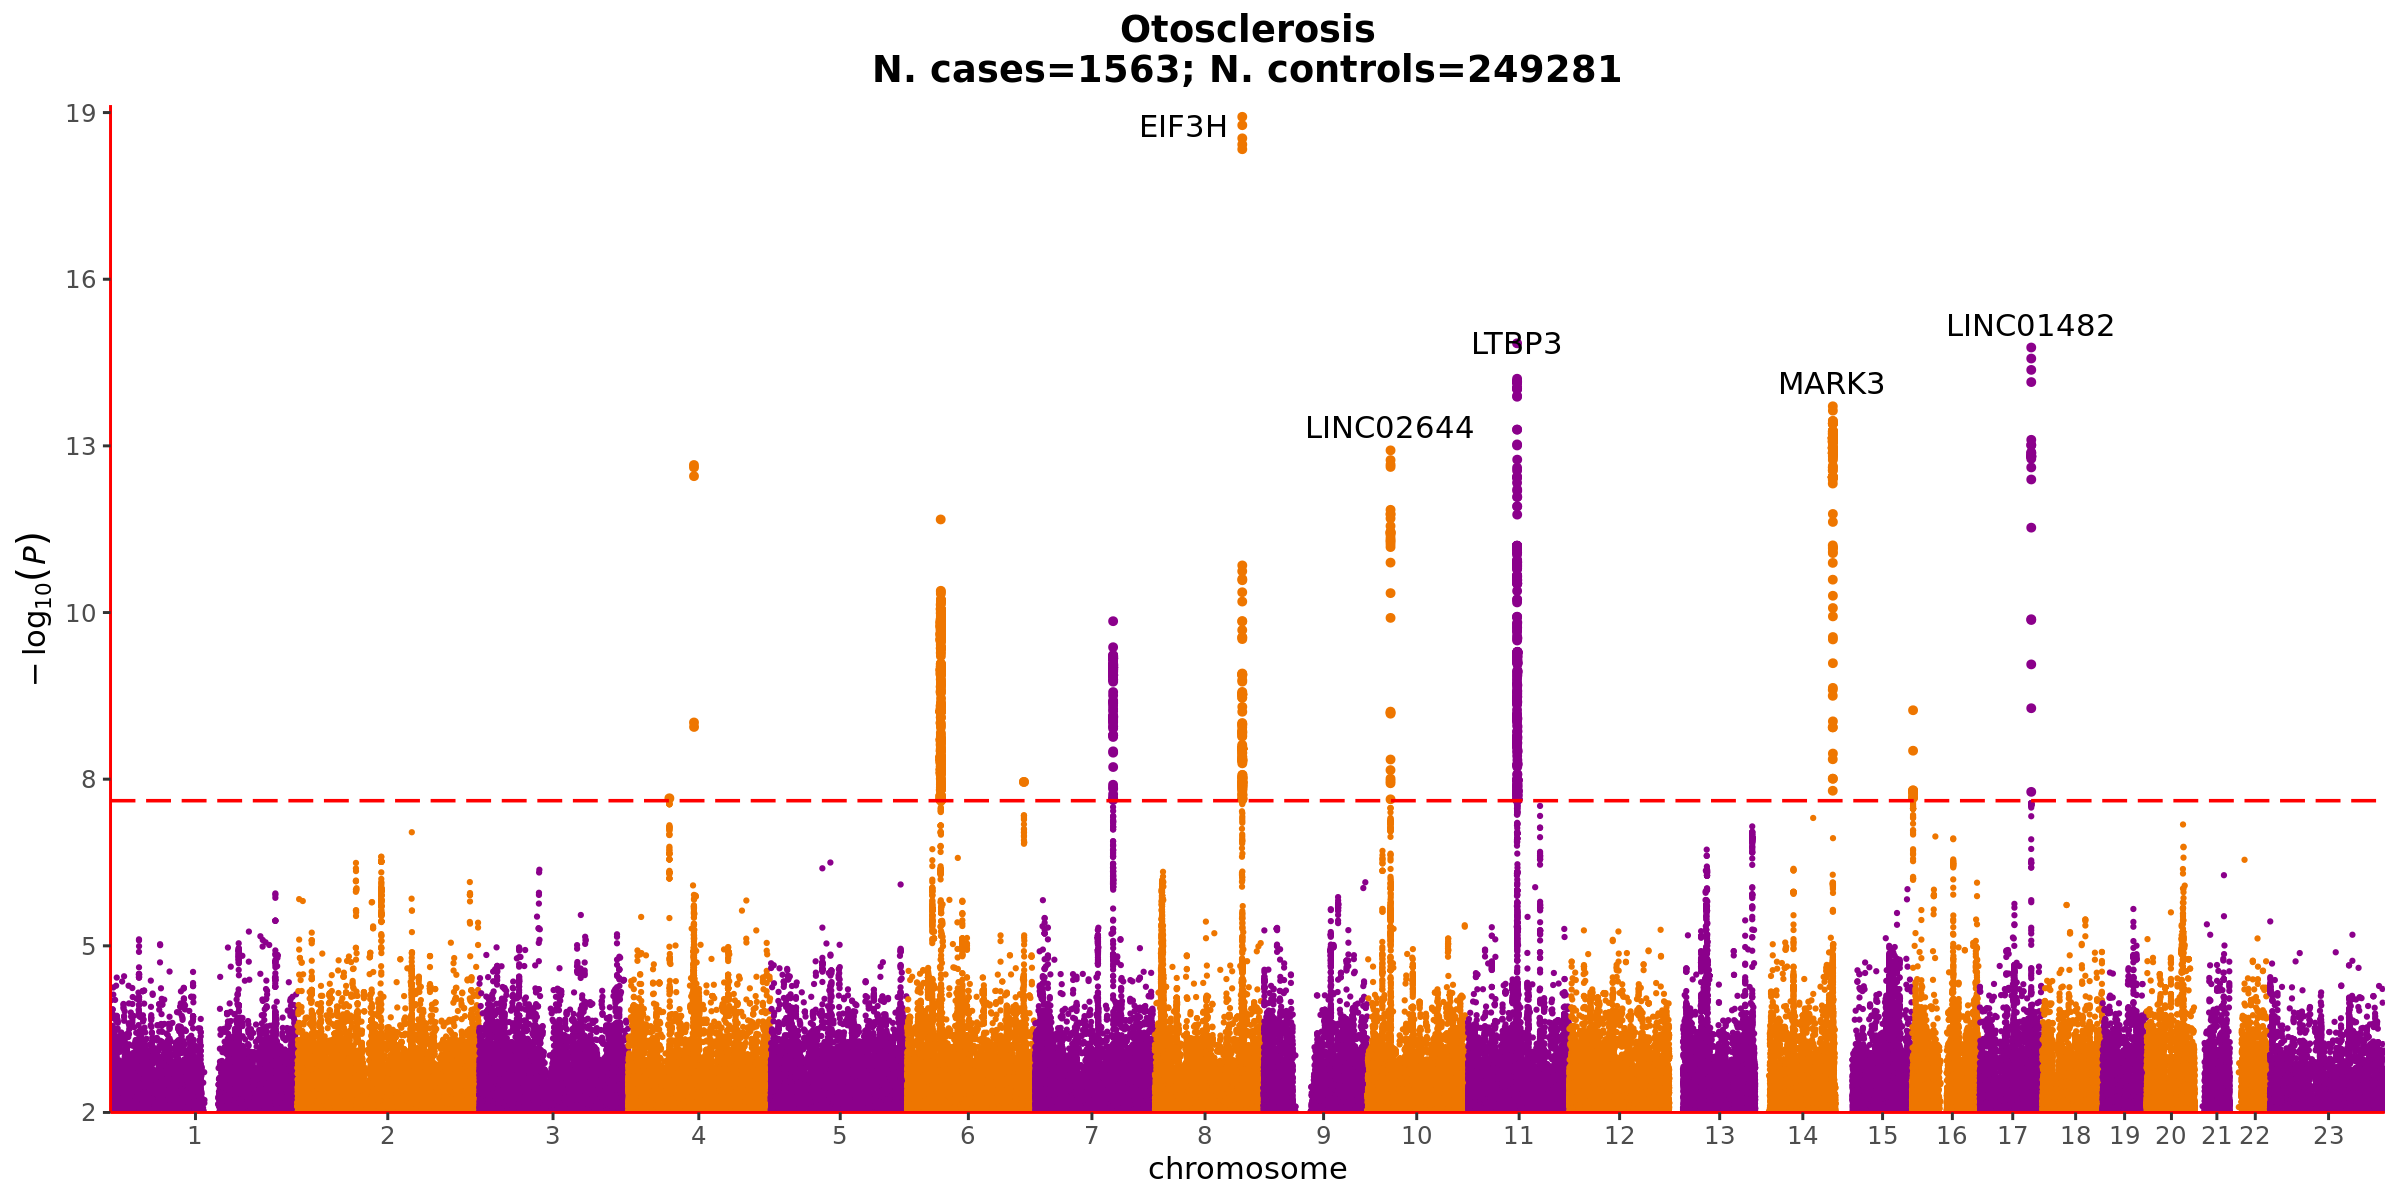 Otosclerosis
N. cases=1563; N. controls=249281
19
EIF3H
16
LINC01482
LTBP3
MARK3
LINC02644
13
−log10(P)
10
8
5
2
1 2 3 4 5 6 7 8 9 10 11 12 13 14 15 16 17 18 19 20 21 22 23
chromosome